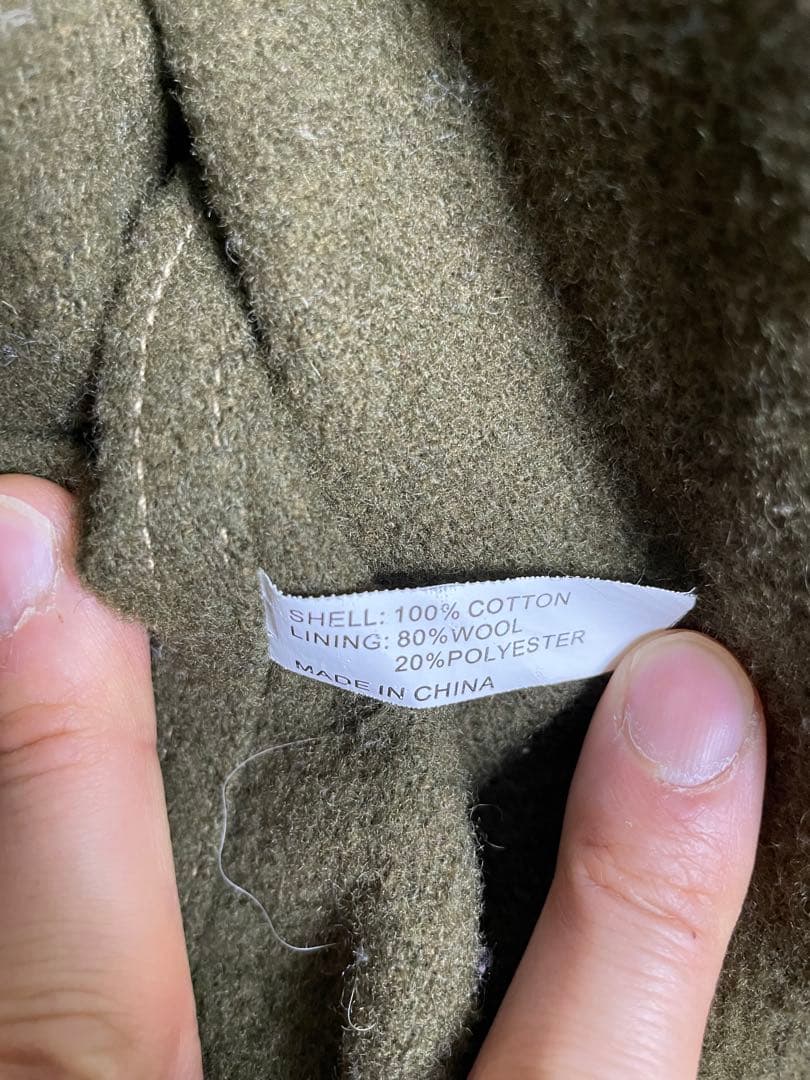 SHELL: 100% COTTON
LINING: 80%WOOL
20%POLYESTER
MADE IN CHINA